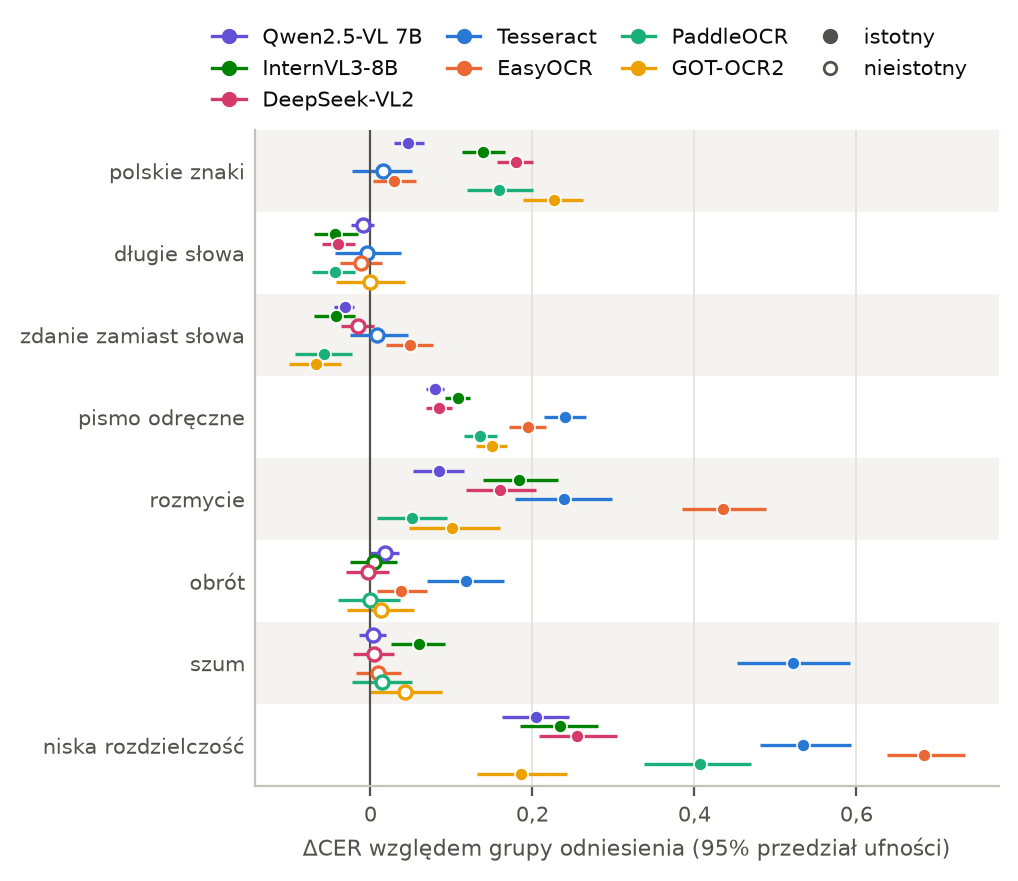 Qwen2.5-VL 7B Tesseract PaddleOCR istotny
InternVL3-8B EasyOCR GOT-OCR2 nieistotny
DeepSeek-VL2
polskie znaki
długie słowa
zdanie zamiast słowa
pismo odręczne
rozmycie
obrót
szum
niska rozdzielczość
0 0,2 0,4 0,6
ΔCER względem grupy odniesienia (95% przedział ufności)